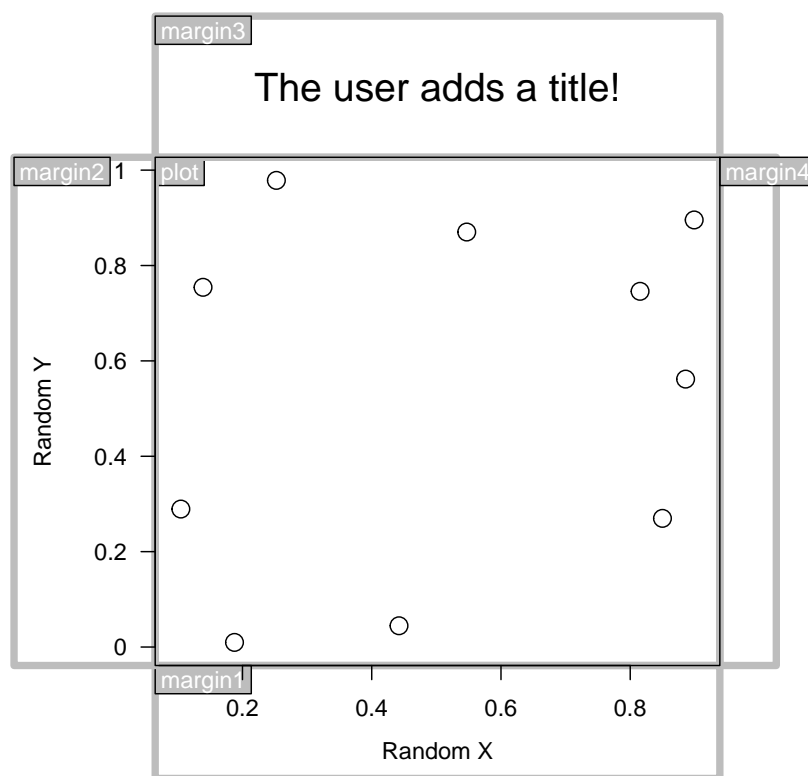 margin3
The user adds a title!
margin2
1
plot
margin4
0.8
0.6
Random Y
0.4
0.2
0
margin1
0.2 0.4 0.6 0.8
Random X